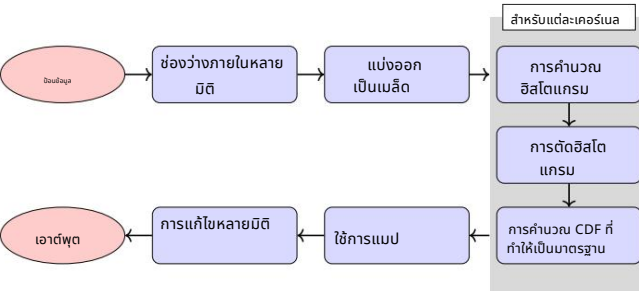 สำหรับแต่ละเคอร์เนล
ป้อนข้อมูล
ช่องว่างภายในหลาย
มิติ
แบ่งออก
เป็นเมล็ด
การคำนวณ
ฮิสโตแกรม
การตัดฮิสโต
แกรม
การคำนวณ CDF ที่
ทำให้เป็นมาตรฐาน
ใช้การแมป
การแก้ไขหลายมิติ
เอาต์พุต